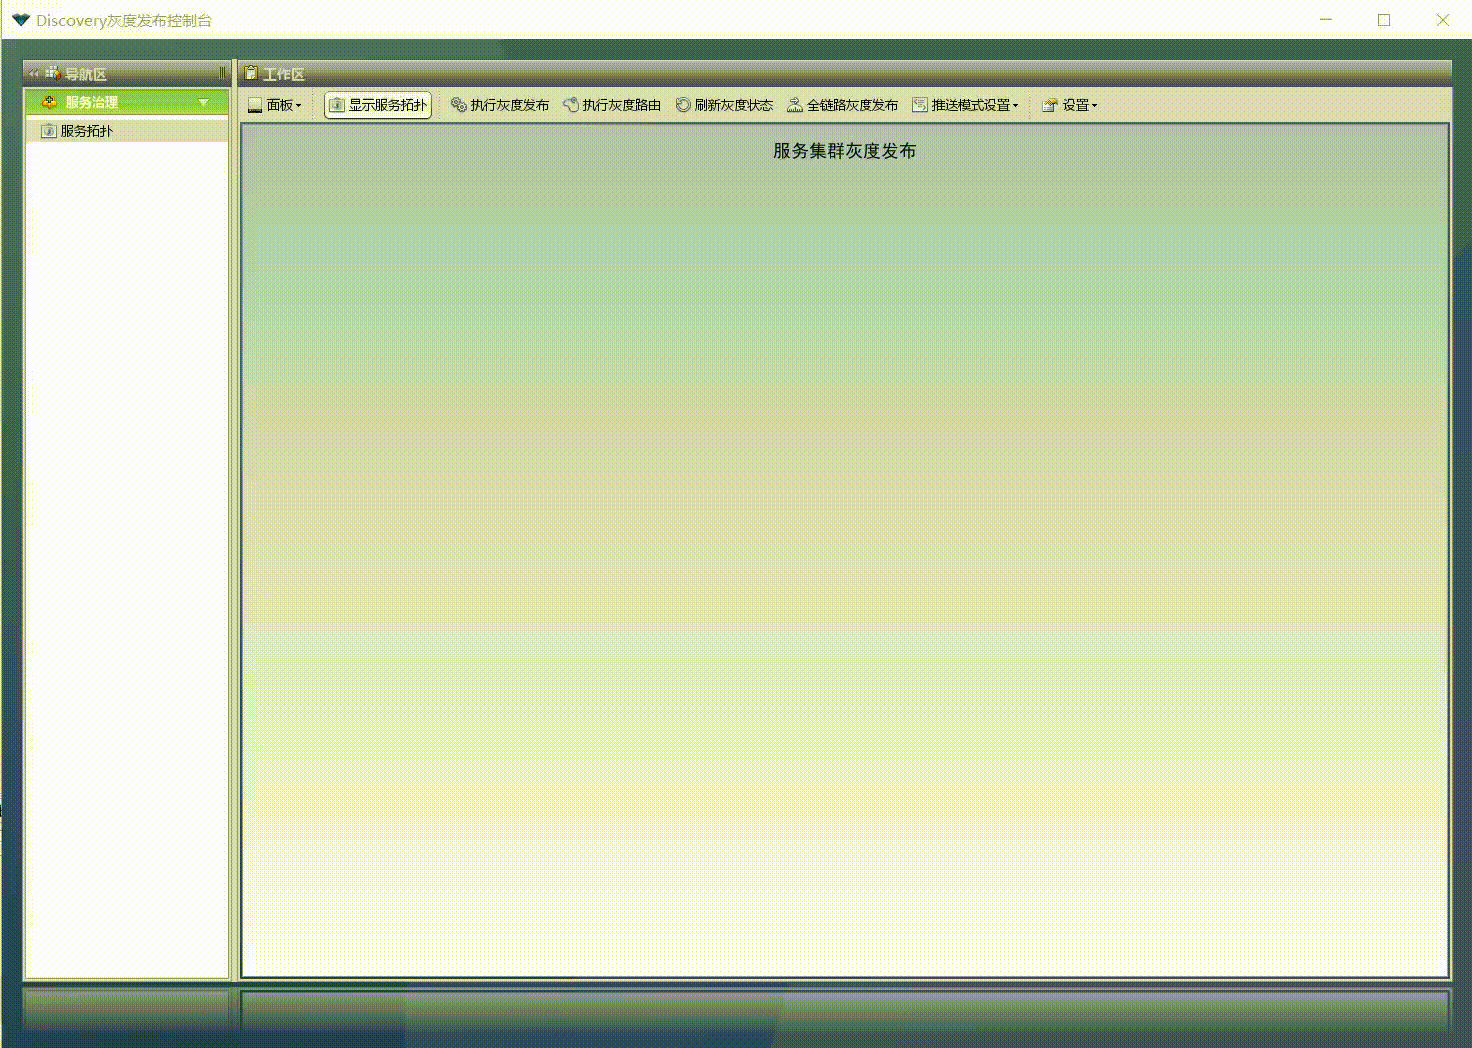 Discovery灰度发布控制台
导航区
工作区
服务治理
服务拓扑
面板 显示服务拓扑 执行灰度发布 执行灰度路由 刷新灰度状态 全链路灰度发布 推送模式设置 设置
服务集群灰度发布